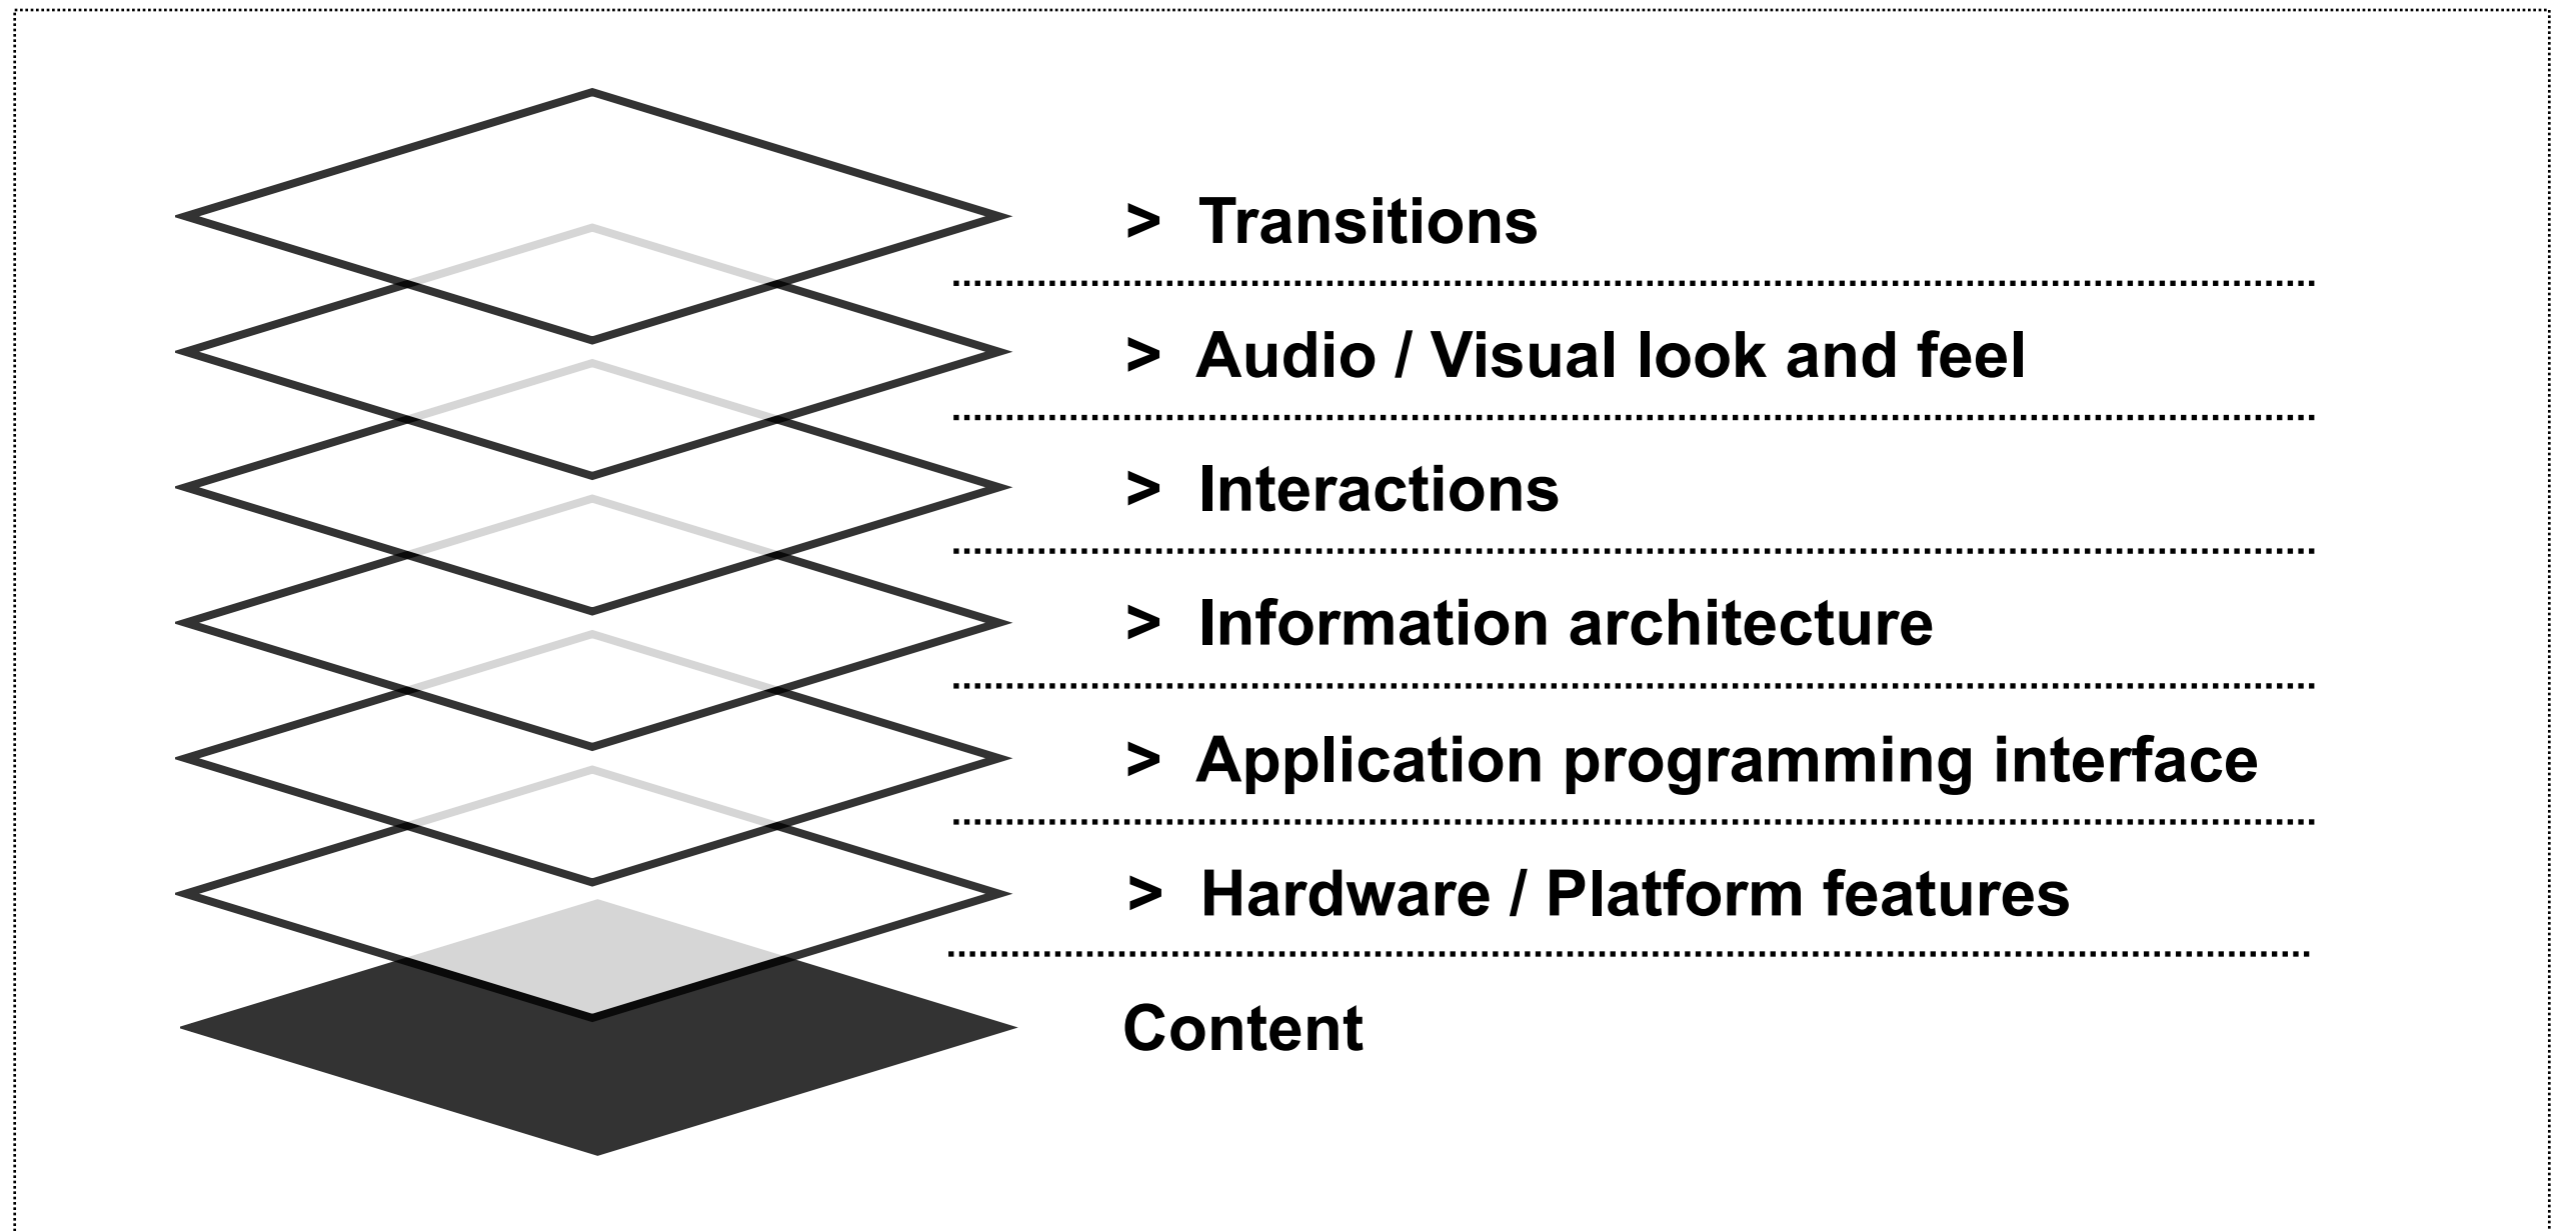 > Transitions
> Audio / Visual look and feel
> Interactions
> Information architecture
> Application programming interface
> Hardware / Platform features
Content